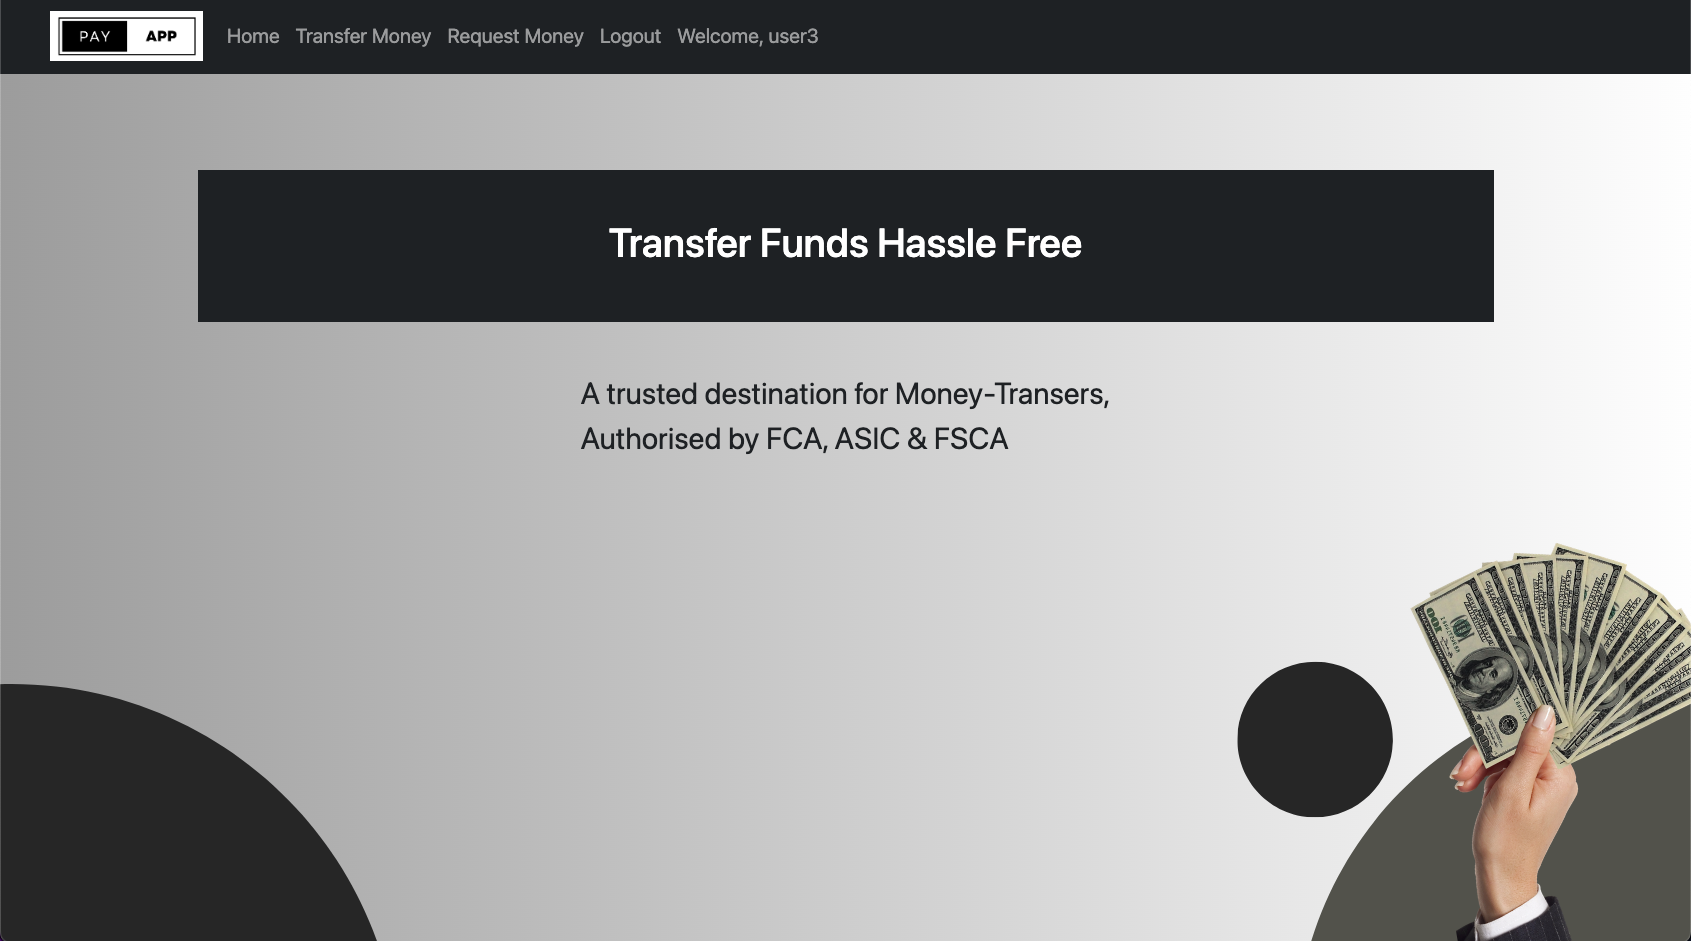 PAY APP Home Transfer Money Request Money Logout Welcome, user3
Transfer Funds Hassle Free
A trusted destination for Money-Transers,
Authorised by FCA, ASIC & FSCA
100